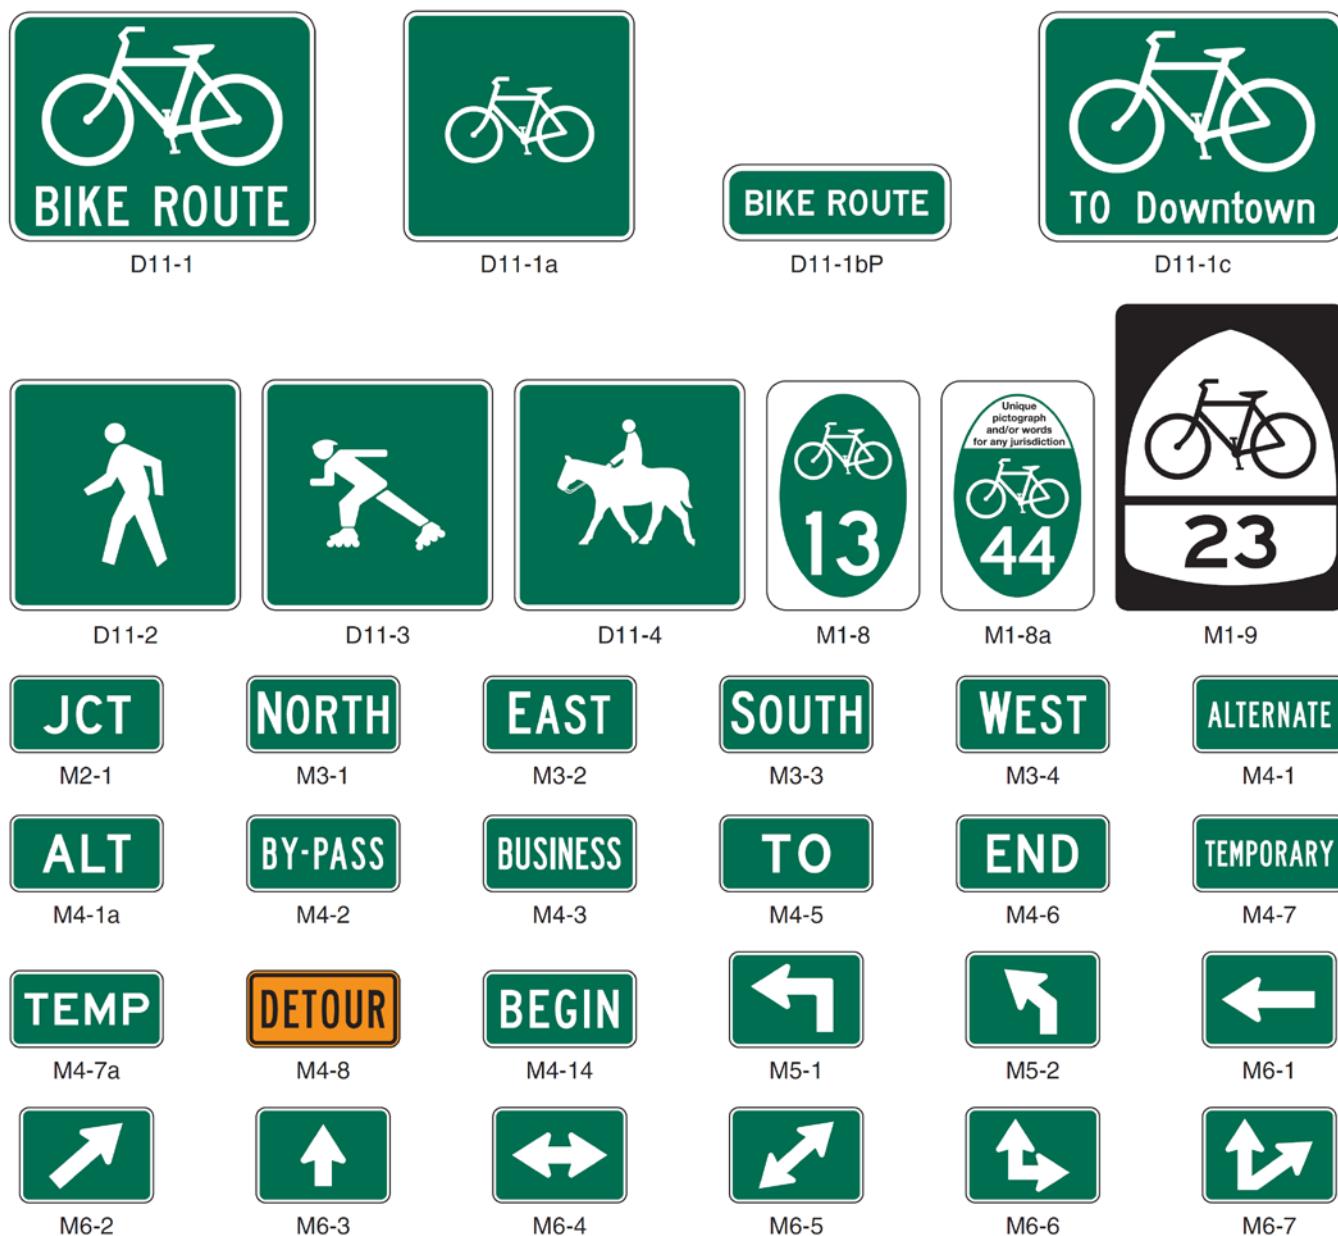 BIKE ROUTE
BIKE ROUTE
TO Downtown
D11-1
D11-1a
D11-1bP
D11-1c
Unique
pictograph
and/or words
for any jurisdiction
13
44
23
D11-2
D11-3
D11-4
M1-8
M1-8a
M1-9
JCT
NORTH
EAST
SOUTH
WEST
ALTERNATE
M2-1
M3-1
M3-2
M3-3
M3-4
M4-1
ALT
BY-PASS
BUSINESS
TO
END
TEMPORARY
M4-1a
M4-2
M4-3
M4-5
M4-6
M4-7
TEMP
DETOUR
BEGIN
M4-7a
M4-8
M4-14
M5-1
M5-2
M6-1
M6-2
M6-3
M6-4
M6-5
M6-6
M6-7